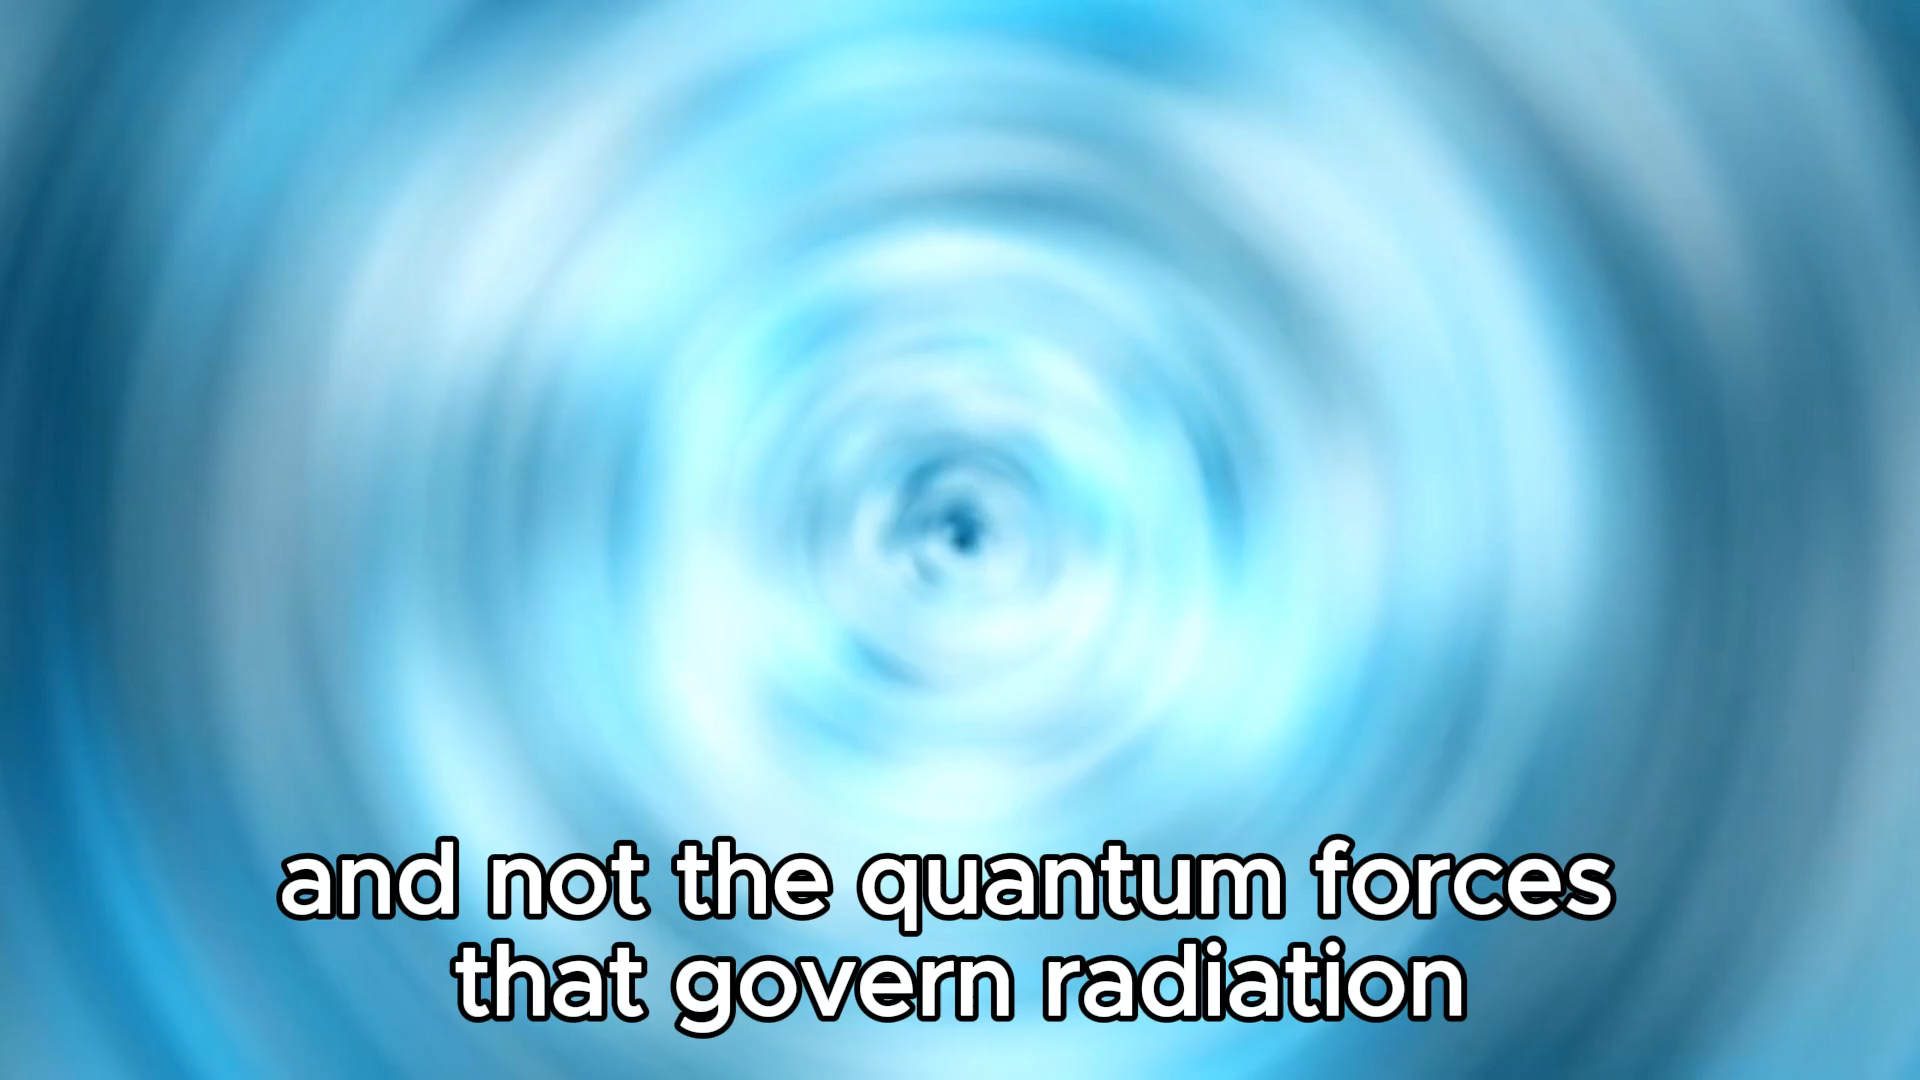 and not the quantum forces
that govern radiation